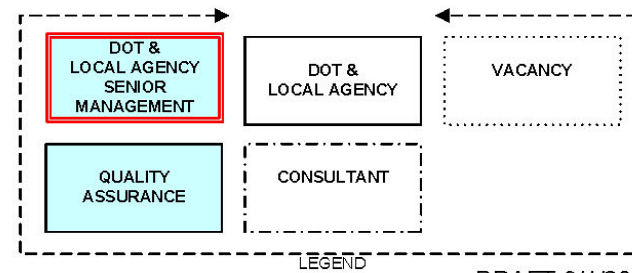 DOT &
LOCAL AGENCY
SENIOR
MANAGEMENT
DOT &
LOCAL AGENCY
VACANCY
QUALITY
ASSURANCE
CONSULTANT
LEGEND